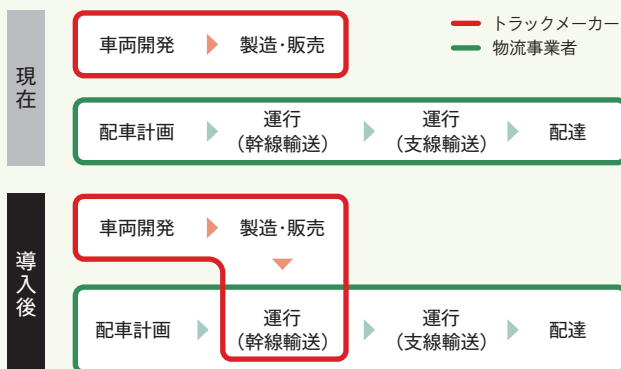 トラックメーカー
物流事業者
現在
車両開発 製造・販売
配車計画 運行(幹線輸送) 運行(支線輸送) 配達
導入後
車両開発 製造・販売
配車計画 運行(幹線輸送) 運行(支線輸送) 配達